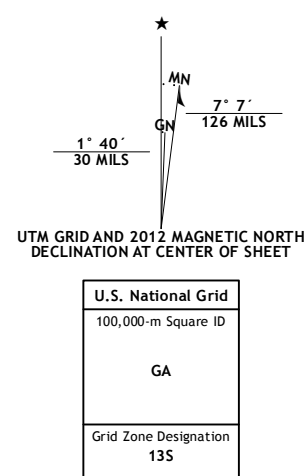 ★
MN
GN
7° 7´
126 MILS
1° 40´
30 MILS
UTM GRID AND 2012 MAGNETIC NORTH
DECLINATION AT CENTER OF SHEET
U.S. National Grid
100,000-m Square ID
GA
Grid Zone Designation
13S